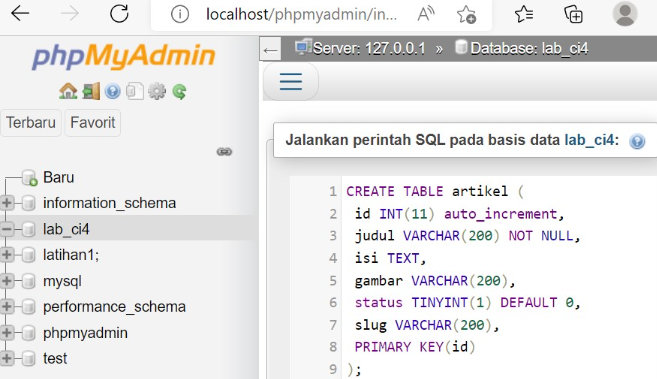 localhost/phpmyadmin/in...
phpMyAdmin
Terbaru Favorit
Baru
information_schema
lab_ci4
latihan1;
mysql
performance_schema
phpmyadmin
test
Server: 127.0.0.1 » Database: lab_ci4
Jalankan perintah SQL pada basis data lab_ci4:
1 CREATE TABLE artikel (
2 id INT(11) auto_increment,
3 judul VARCHAR(200) NOT NULL,
4 isi TEXT,
5 gambar VARCHAR(200),
6 status TINYINT(1) DEFAULT 0,
7 slug VARCHAR(200),
8 PRIMARY KEY(id)
9 );